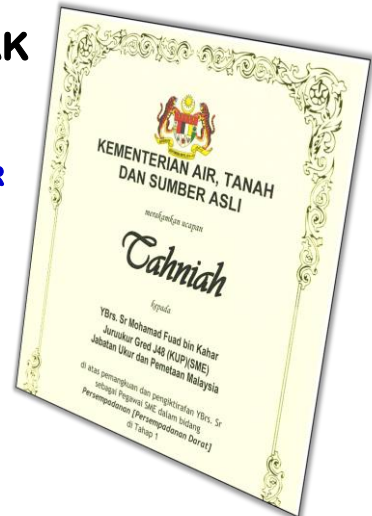 AK
R
KEMENTERIAN AIR, TANAH
DAN SUMBER ASLI
merakamkan ucapan
Tahniah
kepada
YBrs. Sr Mohamad Fuad bin Kahar
Juruukur Gred J48 (KUP)(SME)
Jabatan Ukur dan Pemetaan Malaysia
di atas pemangkuan dan pengiktirafan YBrs. Sr
sebagai Pegawai SME dalam bidang
Persempadanan [Persempadanan Darat]
di Tahap 1